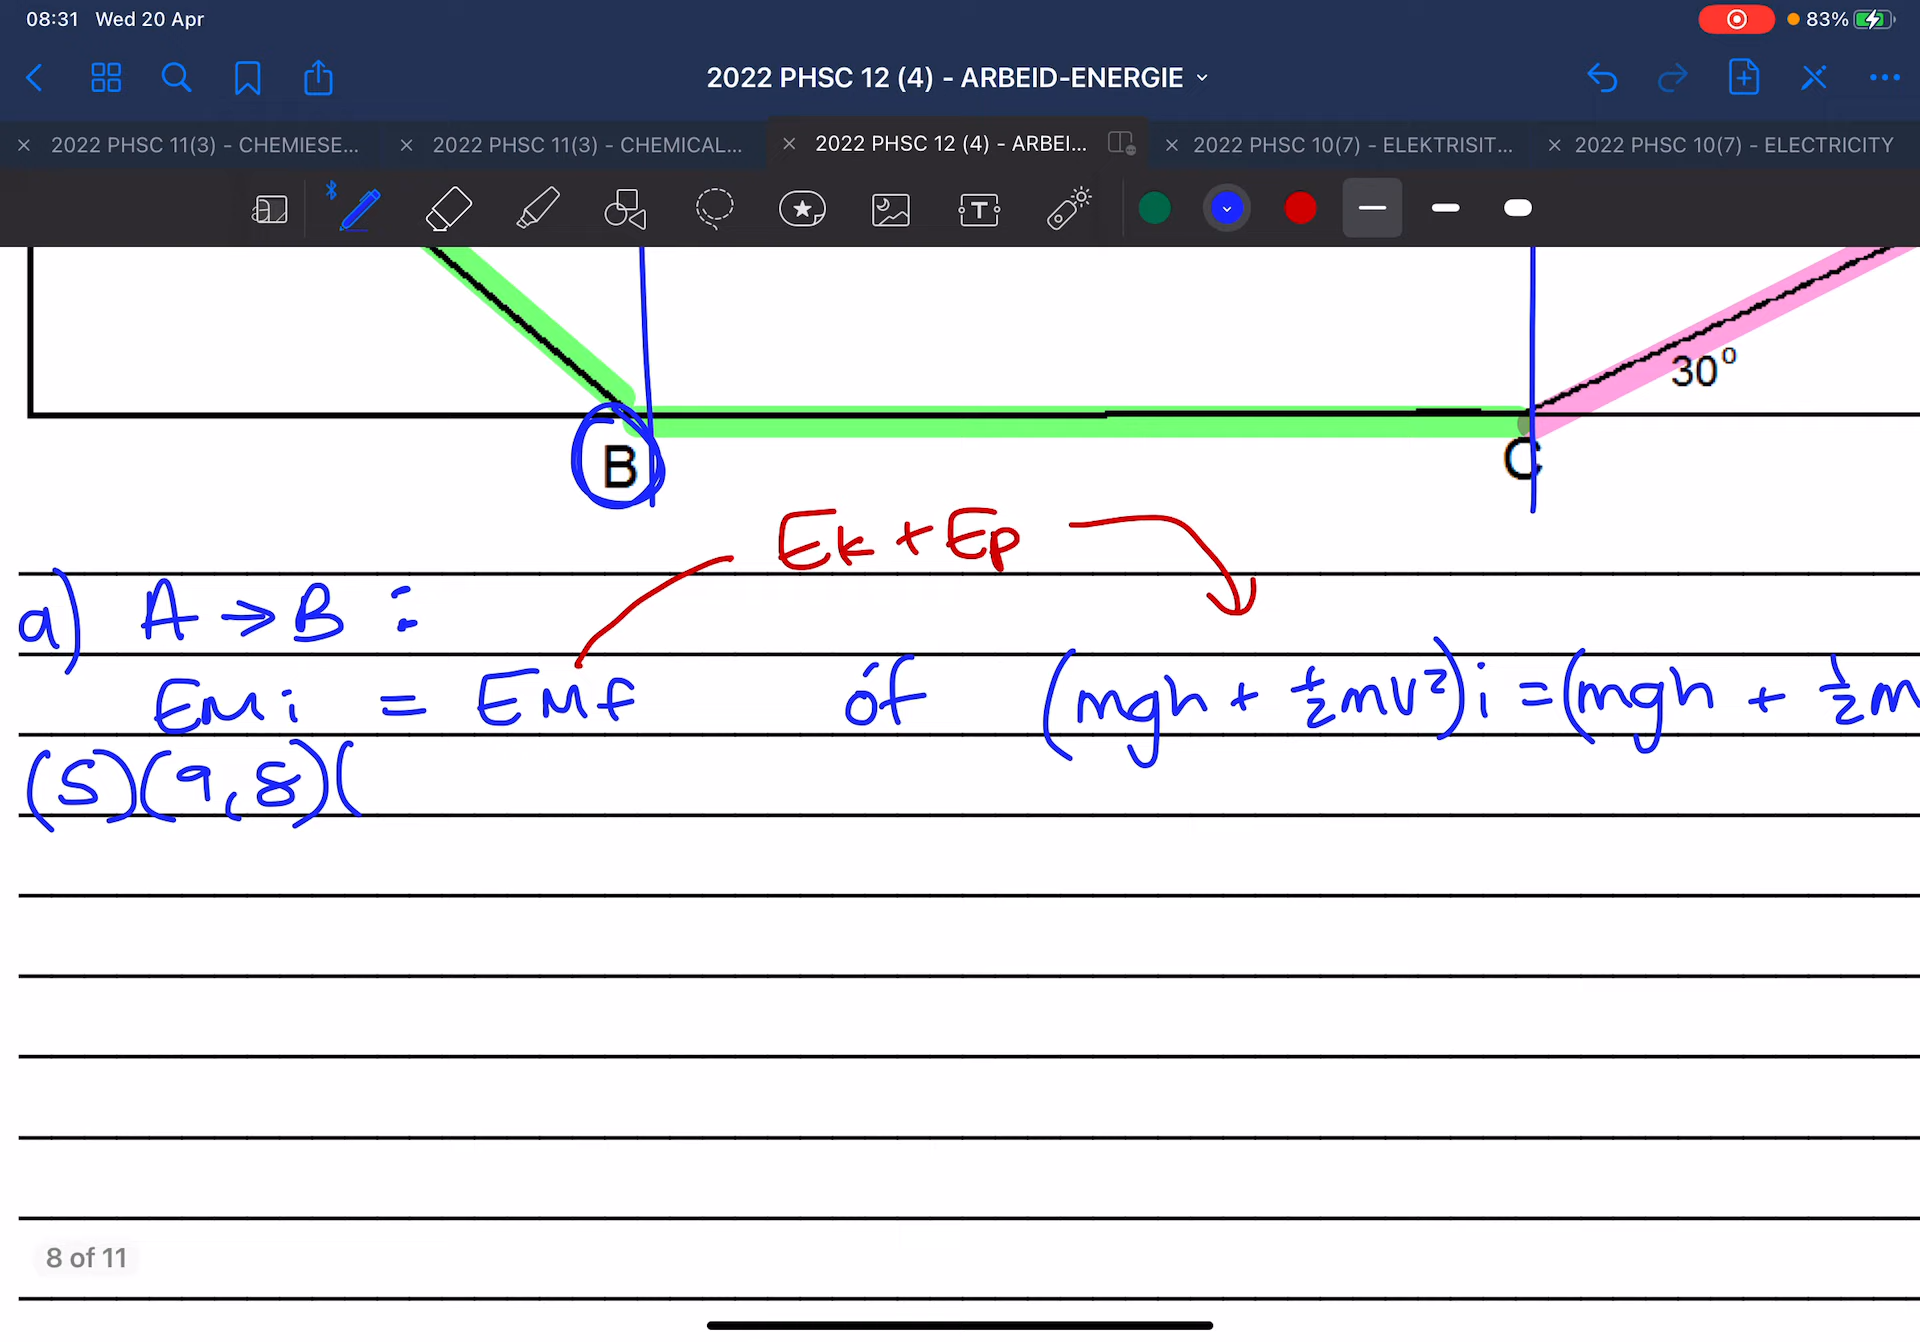 08:31 Wed 20 Apr 83%
2022 PHSC 12 (4) - ARBEID-ENERGIE
2022 PHSC 11(3) - CHEMIESE... 2022 PHSC 11(3) - CHEMICAL... 2022 PHSC 12 (4) - ARBEI... 2022 PHSC 10(7) - ELEKTRISIT... 2022 PHSC 10(7) - ELECTRICITY
30⁰
B C
Ek + Ep
a) A → B :
EMi = EMf óf (mgh + ½mv²)i = (mgh + ½m
(5)(9,8)(
8 of 11